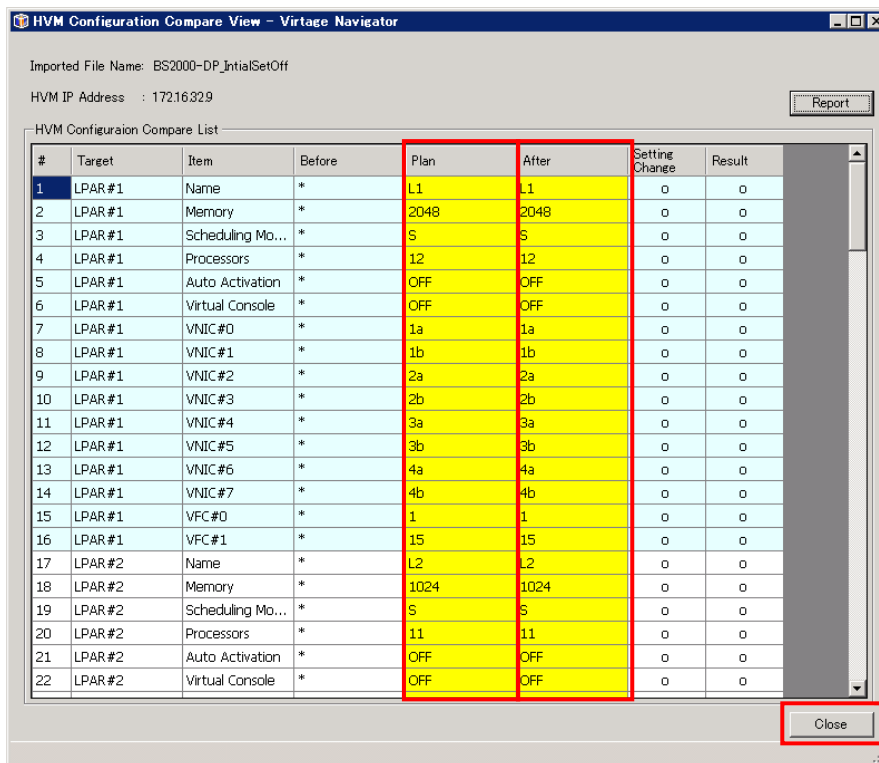 HVM Configuration Compare View - Virtage Navigator
Imported File Name: BS2000-DP_IntialSetOff
HVM IP Address : 172.16.32.9
Report
HVM Configuraion Compare List
# Target Item Before Plan After Setting Change Result
1 LPAR#1 Name * L1 L1 o o
2 LPAR#1 Memory * 2048 2048 o o
3 LPAR#1 Scheduling Mo... * S S o o
4 LPAR#1 Processors * 12 12 o o
5 LPAR#1 Auto Activation * OFF OFF o o
6 LPAR#1 Virtual Console * OFF OFF o o
7 LPAR#1 VNIC#0 * 1a 1a o o
8 LPAR#1 VNIC#1 * 1b 1b o o
9 LPAR#1 VNIC#2 * 2a 2a o o
10 LPAR#1 VNIC#3 * 2b 2b o o
11 LPAR#1 VNIC#4 * 3a 3a o o
12 LPAR#1 VNIC#5 * 3b 3b o o
13 LPAR#1 VNIC#6 * 4a 4a o o
14 LPAR#1 VNIC#7 * 4b 4b o o
15 LPAR#1 VFC#0 * 1 1 o o
16 LPAR#1 VFC#1 * 15 15 o o
17 LPAR#2 Name * L2 L2 o o
18 LPAR#2 Memory * 1024 1024 o o
19 LPAR#2 Scheduling Mo... * S S o o
20 LPAR#2 Processors * 11 11 o o
21 LPAR#2 Auto Activation * OFF OFF o o
22 LPAR#2 Virtual Console * OFF OFF o o
Close